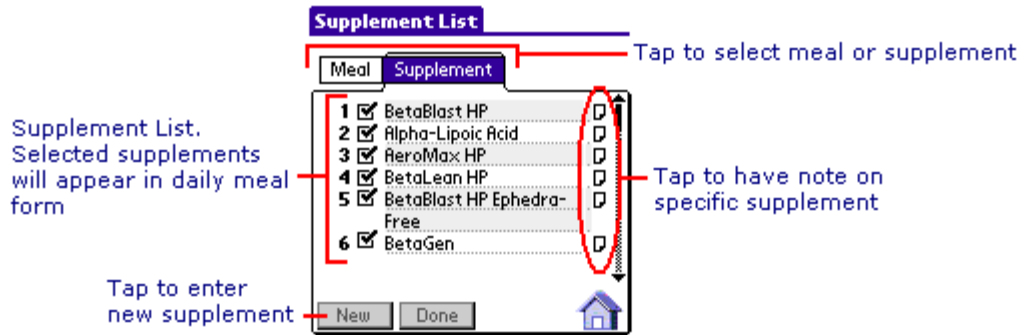 Supplement List
Tap to select meal or supplement
Meal Supplement
1 BetaBlast HP
2 Alpha-Lipoic Acid
3 AeroMax HP
4 BetaLean HP
5 BetaBlast HP Ephedra-
Free
6 BetaGen
Supplement List.
Selected supplements
will appear in daily meal
form
Tap to have note on
specific supplement
Tap to enter
new supplement
New Done